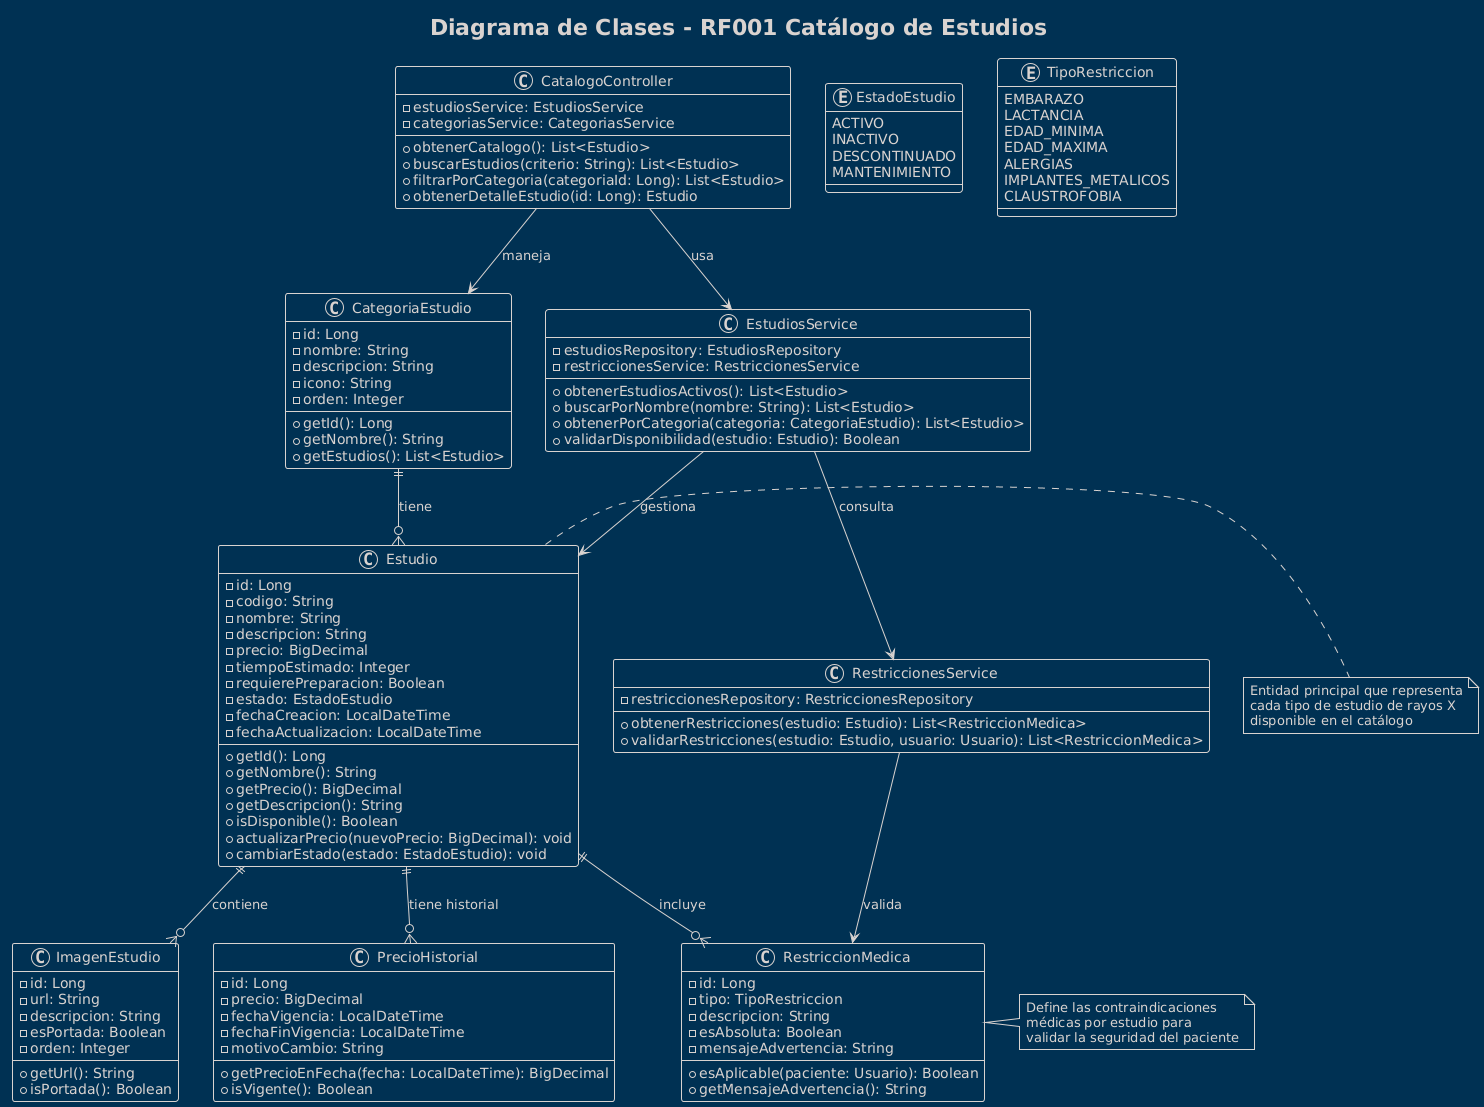 Diagrama de Clases - RF001 Catálogo de Estudios
C CatalogoController
estudiosService: EstudiosService
categoriasService: CategoriasService
obtenerCatalogo(): List<Estudio>
buscarEstudios(criterio: String): List<Estudio>
filtrarPorCategoria(categoriaId: Long): List<Estudio>
obtenerDetalleEstudio(id: Long): Estudio
E EstadoEstudio
ACTIVO
INACTIVO
DESCONTINUADO
MANTENIMIENTO
E TipoRestriccion
EMBARAZO
LACTANCIA
EDAD_MINIMA
EDAD_MAXIMA
ALERGIAS
IMPLANTES_METALICOS
CLAUSTROFOBIA
maneja
usa
C CategoriaEstudio
id: Long
nombre: String
descripcion: String
icono: String
orden: Integer
getId(): Long
getNombre(): String
getEstudios(): List<Estudio>
C EstudiosService
estudiosRepository: EstudiosRepository
restriccionesService: RestriccionesService
obtenerEstudiosActivos(): List<Estudio>
buscarPorNombre(nombre: String): List<Estudio>
obtenerPorCategoria(categoria: CategoriaEstudio): List<Estudio>
validarDisponibilidad(estudio: Estudio): Boolean
tiene
gestiona
consulta
C Estudio
id: Long
codigo: String
nombre: String
descripcion: String
precio: BigDecimal
tiempoEstimado: Integer
requierePreparacion: Boolean
estado: EstadoEstudio
fechaCreacion: LocalDateTime
fechaActualizacion: LocalDateTime
getId(): Long
getNombre(): String
getPrecio(): BigDecimal
getDescripcion(): String
isDisponible(): Boolean
actualizarPrecio(nuevoPrecio: BigDecimal): void
cambiarEstado(estado: EstadoEstudio): void
C RestriccionesService
restriccionesRepository: RestriccionesRepository
obtenerRestricciones(estudio: Estudio): List<RestriccionMedica>
validarRestricciones(estudio: Estudio, usuario: Usuario): List<RestriccionMedica>
Entidad principal que representa
cada tipo de estudio de rayos X
disponible en el catálogo
contiene
tiene historial
incluye
valida
C ImagenEstudio
id: Long
url: String
descripcion: String
esPortada: Boolean
orden: Integer
getUrl(): String
isPortada(): Boolean
C PrecioHistorial
id: Long
precio: BigDecimal
fechaVigencia: LocalDateTime
fechaFinVigencia: LocalDateTime
motivoCambio: String
getPrecioEnFecha(fecha: LocalDateTime): BigDecimal
isVigente(): Boolean
C RestriccionMedica
id: Long
tipo: TipoRestriccion
descripcion: String
esAbsoluta: Boolean
mensajeAdvertencia: String
esAplicable(paciente: Usuario): Boolean
getMensajeAdvertencia(): String
Define las contraindicaciones
médicas por estudio para
validar la seguridad del paciente